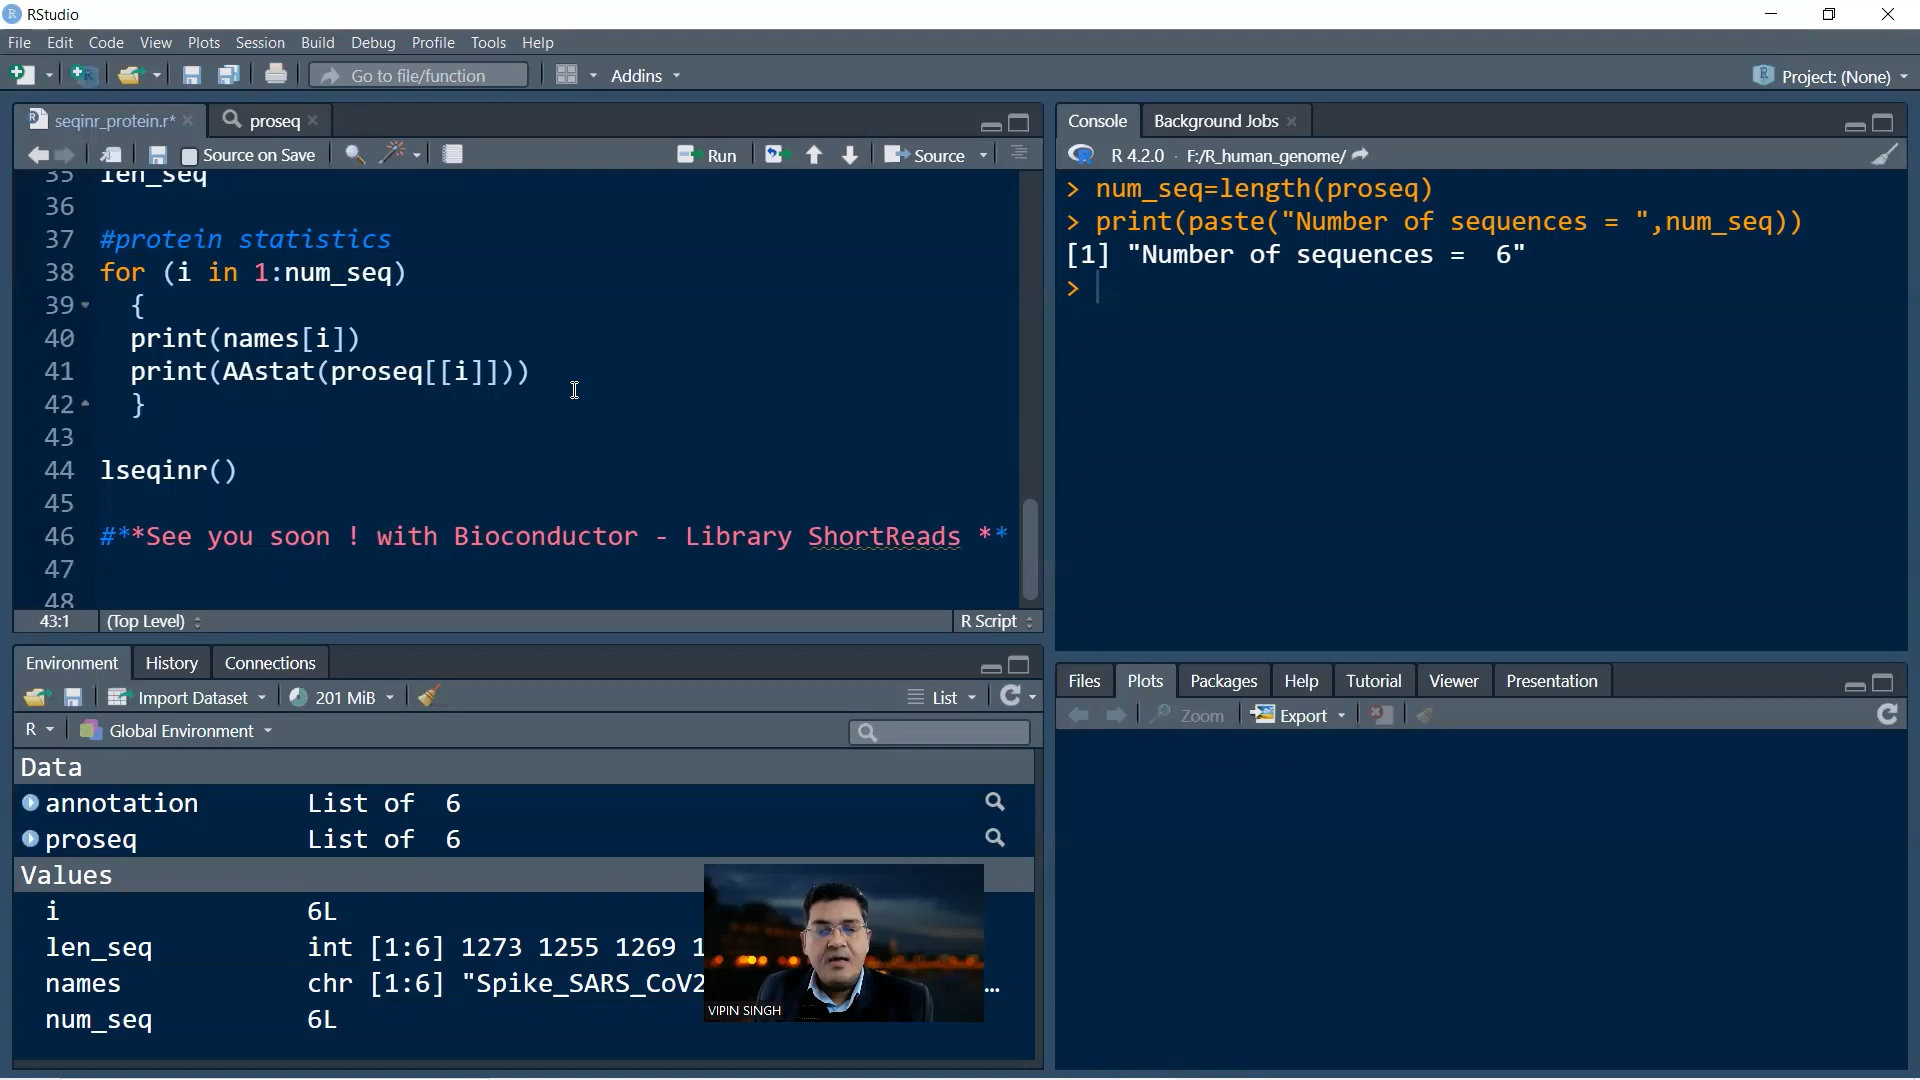 RStudio
File Edit Code View Plots Session Build Debug Profile Tools Help
Go to file/function Addins Project: (None)
seqinr_protein.r* proseq
Source on Save Run Source
35 len_seq
36
37 #protein statistics
38 for (i in 1:num_seq)
39 {
40 print(names[i])
41 print(AAstat(proseq[[i]]))
42 }
43
44 lseqinr()
45
46 #**See you soon ! with Bioconductor - Library ShortReads **
47
48
43:1 (Top Level) R Script
Console Background Jobs
R 4.2.0 · F:/R_human_genome/
> num_seq=length(proseq)
> print(paste("Number of sequences = ",num_seq))
[1] "Number of sequences =  6"
>
Environment History Connections
Import Dataset 201 MiB List
R Global Environment
Data
annotation List of 6
proseq List of 6
Values
i 6L
len_seq int [1:6] 1273 1255 1269 1
names chr [1:6] "Spike_SARS_CoV2 …
num_seq 6L
VIPIN SINGH
Files Plots Packages Help Tutorial Viewer Presentation
Zoom Export